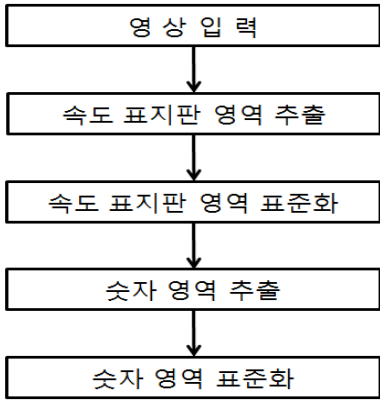 영 상 입 력
속도 표지판 영역 추출
속도 표지판 영역 표준화
숫자 영역 추출
숫자 영역 표준화